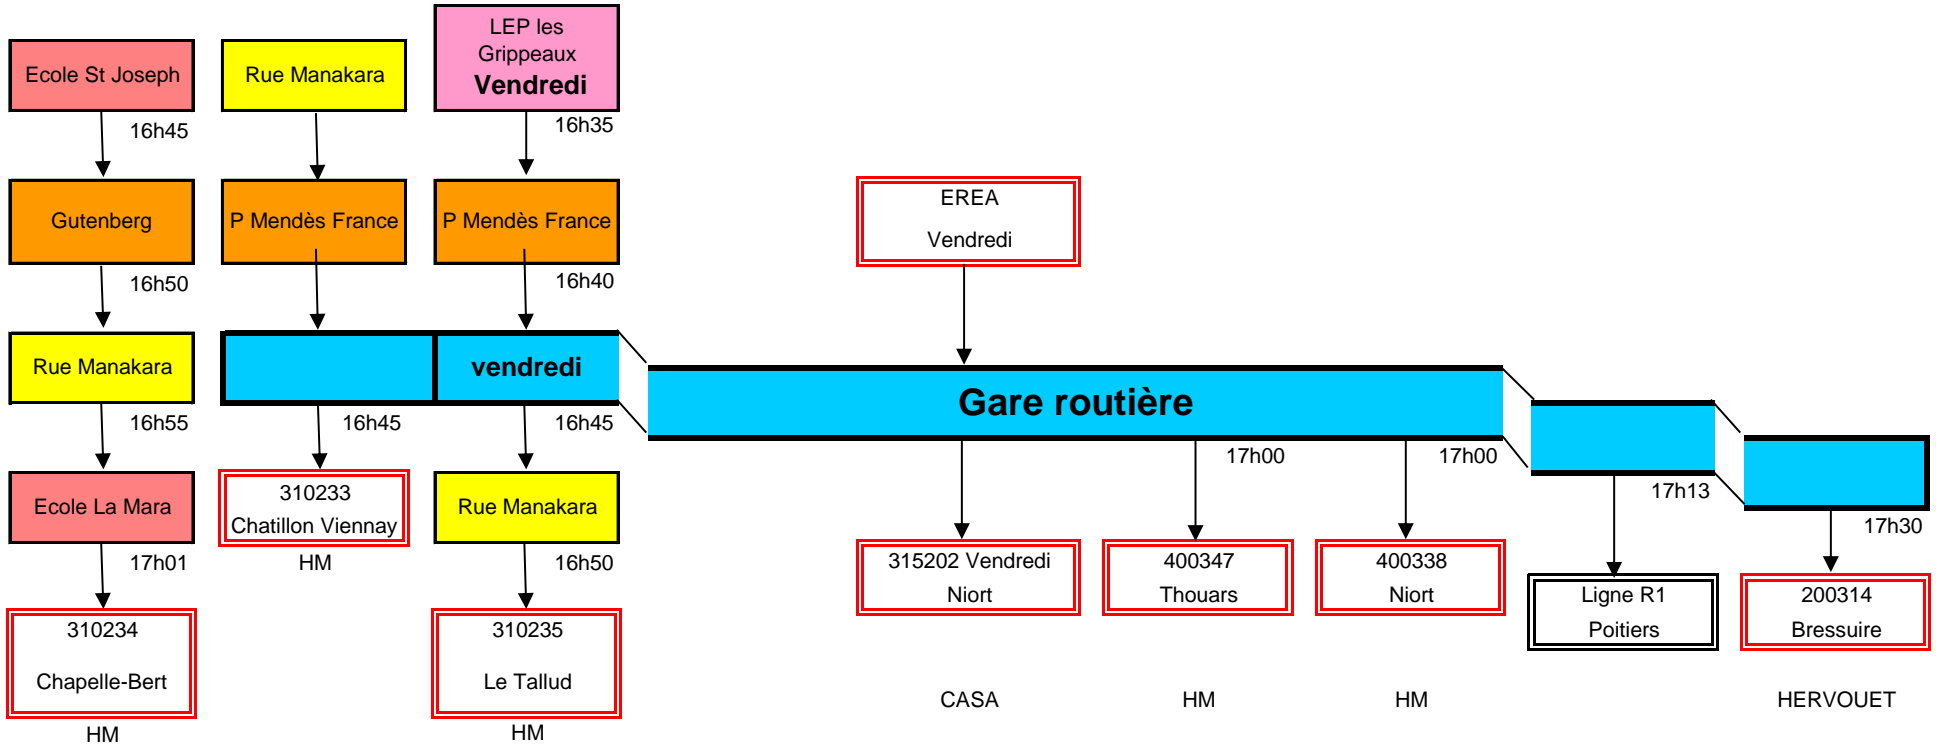 LEP les
Grippeaux
Vendredi
Ecole St Joseph
Rue Manakara
16h45
16h35
Gutenberg
P Mendès France
P Mendès France
EREA
Vendredi
16h50
16h40
Rue Manakara
vendredi
Gare routière
16h55
16h45
16h45
17h00
17h00
17h13
17h30
Ecole La Mara
310233
Chatillon Viennay
Rue Manakara
17h01
HM
16h50
315202 Vendredi
Niort
400347
Thouars
400338
Niort
Ligne R1
Poitiers
200314
Bressuire
310234
Chapelle-Bert
310235
Le Tallud
CASA
HM
HM
HERVOUET
HM
HM